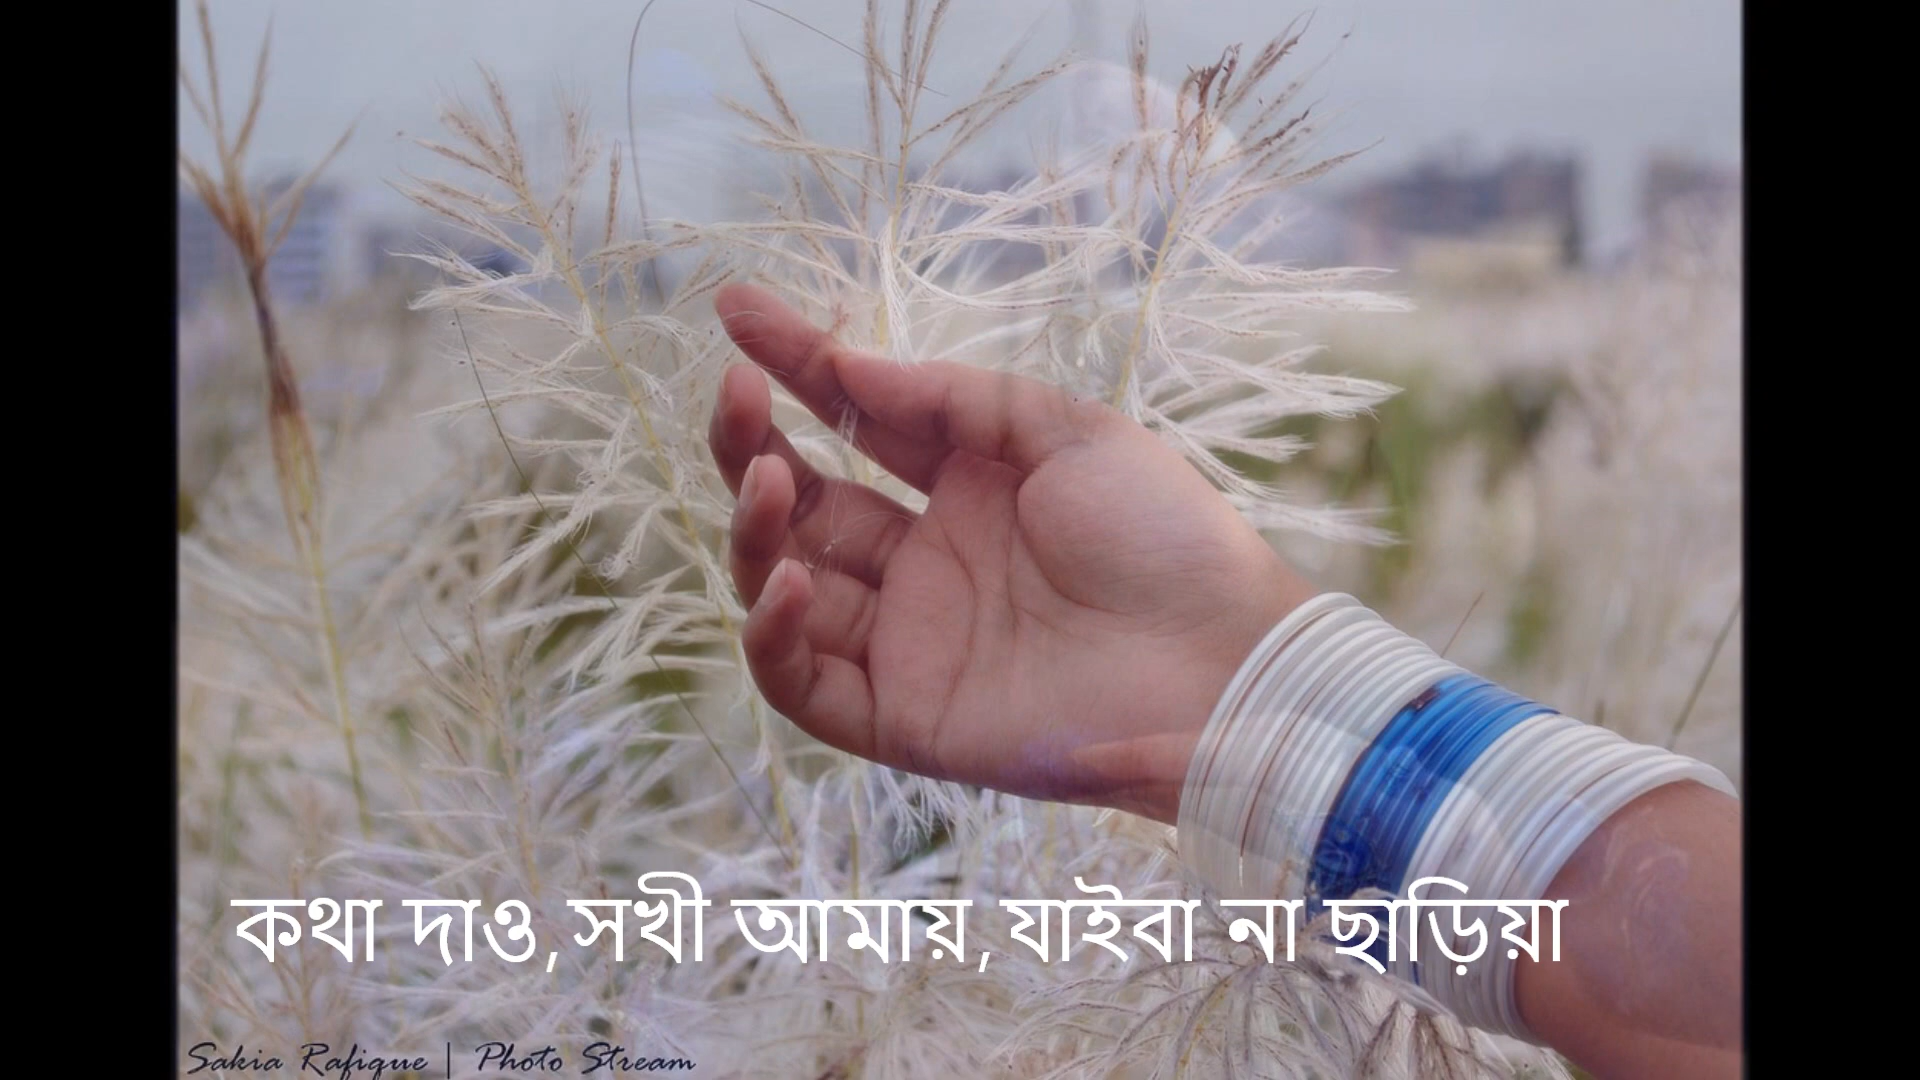 কথা দাও,সখী আমায়,যাইবা না ছাড়িয়া
Sakia Rafique | Photo Stream